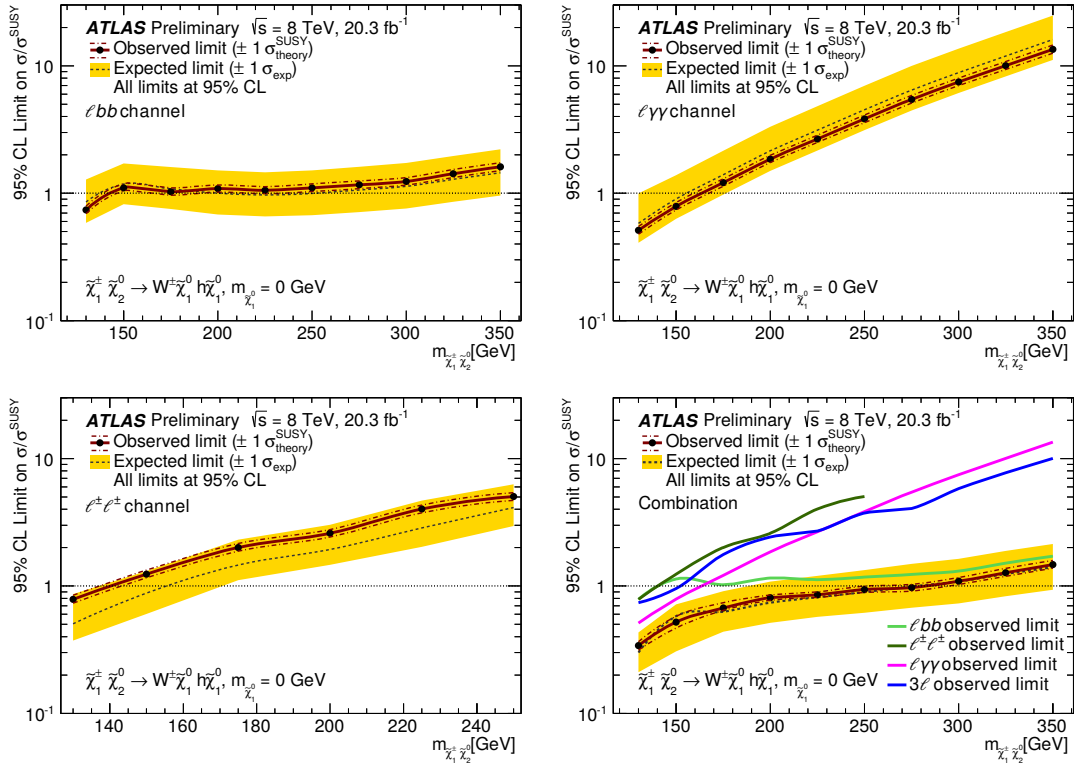 ATLAS Preliminary √s = 8 TeV, 20.3 fb⁻¹
Observed limit (± 1 σ^SUSY_theory)
Expected limit (± 1 σ_exp)
All limits at 95% CL
ℓbb channel
95% CL Limit on σ/σ^SUSY
10
1
10⁻¹
χ̃₁^± χ̃₂⁰ → W^± χ̃₁⁰ h χ̃₁⁰, m_χ̃₁⁰ = 0 GeV
150 200 250 300 350
m_χ̃₁^± χ̃₂⁰ [GeV]
ATLAS Preliminary √s = 8 TeV, 20.3 fb⁻¹
Observed limit (± 1 σ^SUSY_theory)
Expected limit (± 1 σ_exp)
All limits at 95% CL
ℓγγ channel
95% CL Limit on σ/σ^SUSY
10
1
10⁻¹
χ̃₁^± χ̃₂⁰ → W^± χ̃₁⁰ h χ̃₁⁰, m_χ̃₁⁰ = 0 GeV
150 200 250 300 350
m_χ̃₁^± χ̃₂⁰ [GeV]
ATLAS Preliminary √s = 8 TeV, 20.3 fb⁻¹
Observed limit (± 1 σ^SUSY_theory)
Expected limit (± 1 σ_exp)
All limits at 95% CL
ℓ^± ℓ^± channel
95% CL Limit on σ/σ^SUSY
10
1
10⁻¹
χ̃₁^± χ̃₂⁰ → W^± χ̃₁⁰ h χ̃₁⁰, m_χ̃₁⁰ = 0 GeV
140 160 180 200 220 240
m_χ̃₁^± χ̃₂⁰ [GeV]
ATLAS Preliminary √s = 8 TeV, 20.3 fb⁻¹
Observed limit (± 1 σ^SUSY_theory)
Expected limit (± 1 σ_exp)
All limits at 95% CL
Combination
95% CL Limit on σ/σ^SUSY
10
1
10⁻¹
ℓbb observed limit
ℓ^± ℓ^± observed limit
ℓγγ observed limit
3ℓ observed limit
χ̃₁^± χ̃₂⁰ → W^± χ̃₁⁰ h χ̃₁⁰, m_χ̃₁⁰ = 0 GeV
150 200 250 300 350
m_χ̃₁^± χ̃₂⁰ [GeV]